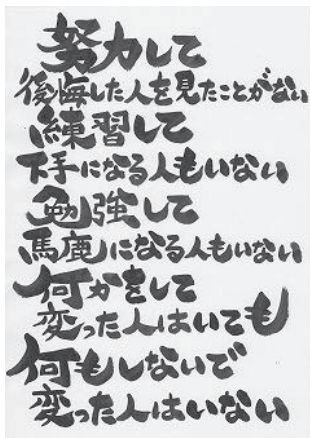 努力して
後悔した人を見たことがない
練習して
下手になる人もいない
勉強して
馬鹿になる人もいない
何かをして
変った人はいても
何もしないで
変った人はいない